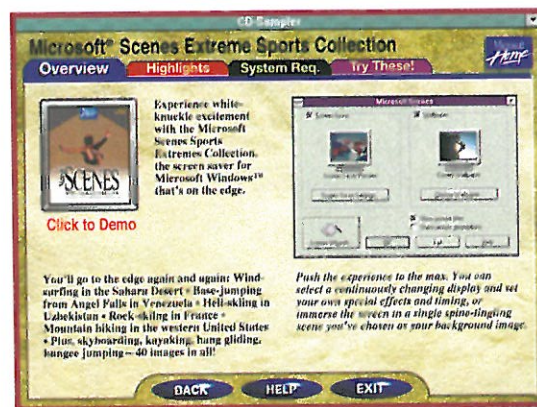 CD Sampler
Microsoft® Scenes Extreme Sports Collection
Microsoft
Home
Overview
Highlights
System Req.
Try These!
SCENES
Click to Demo
Experience white-
knuckle excitement
with the Microsoft
Scenes Sports
Extremes Collection,
the screen saver for
Microsoft Windows™
that's on the edge.
Microsoft Scenes
You'll go to the edge again and again: Wind-
surfing in the Sahara Desert • Base-jumping
from Angel Falls in Venezuela • Heli-skiing in
Uzbekistan • Rock-skiing in France •
Mountain biking in the western United States
• Plus, skyboarding, kayaking, hang gliding,
bungee jumping – 40 images in all!
Push the experience to the max. You can
select a continuously changing display and set
your own special effects and timing, or
immerse the screen in a single spine-tingling
scene you've chosen as your background image.
BACK
HELP
EXIT